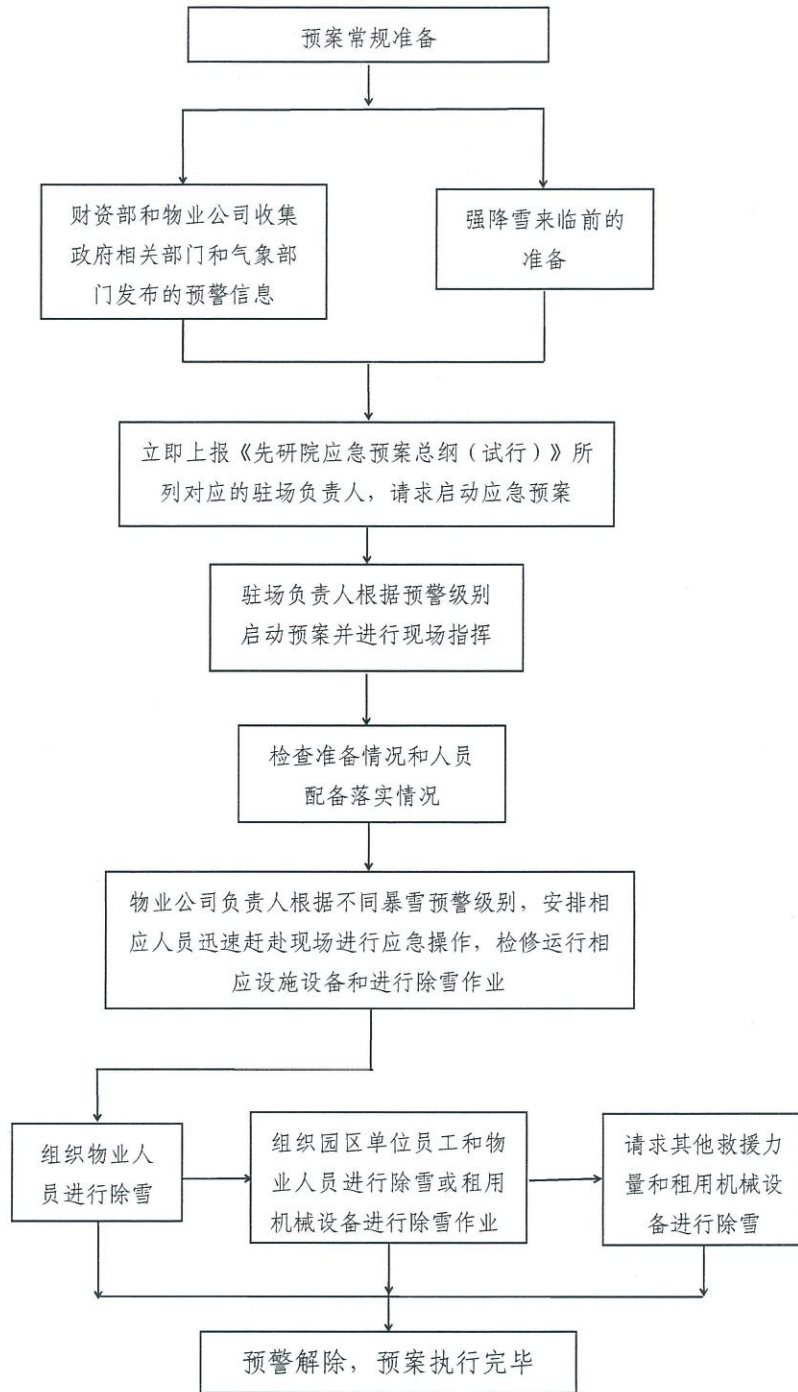 预案常规准备
财资部和物业公司收集
政府相关部门和气象部
门发布的预警信息
强降雪来临前的
准备
立即上报《先研院应急预案总纲（试行）》所
列对应的驻场负责人，请求启动应急预案
驻场负责人根据预警级别
启动预案并进行现场指挥
检查准备情况和人员
配备落实情况
物业公司负责人根据不同暴雪预警级别，安排相
应人员迅速赶赴现场进行应急操作，检修运行相
应设施设备和进行除雪作业
组织物业人
员进行除雪
组织园区单位员工和物
业人员进行除雪或租用
机械设备进行除雪作业
请求其他救援力
量和租用机械设
备进行除雪
预警解除，预案执行完毕